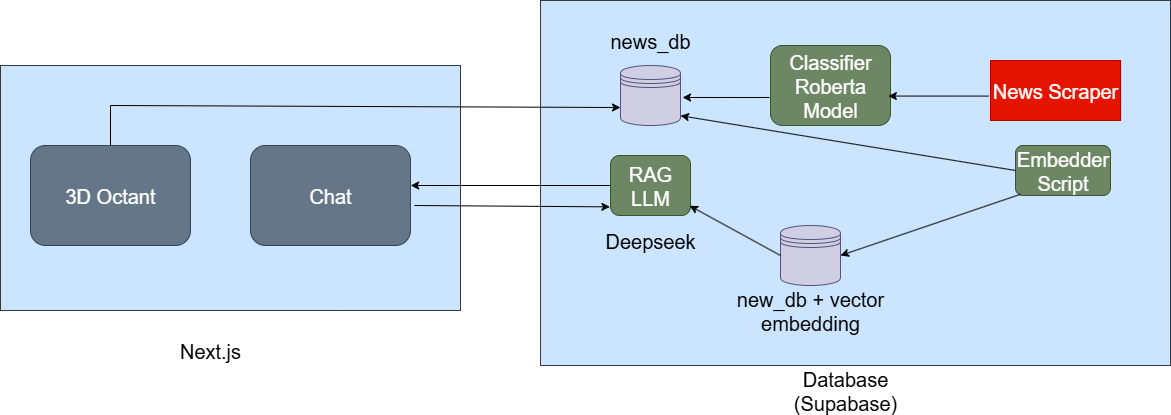 news_db
Classifier
Roberta
Model
News Scraper
3D Octant
Chat
RAG
LLM
Embedder
Script
Deepseek
new_db + vector
embedding
Next.js
Database
(Supabase)